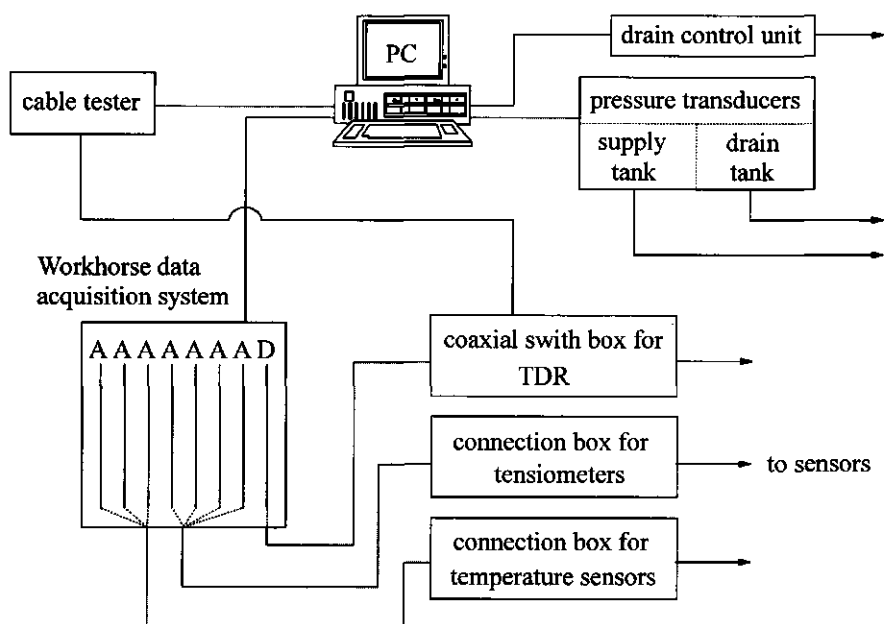 PC
drain control unit
cable tester
pressure transducers
supply
tank
drain
tank
Workhorse data
acquisition system
A A A A A A A D
coaxial swith box for
TDR
connection box for
tensiometers
to sensors
connection box for
temperature sensors